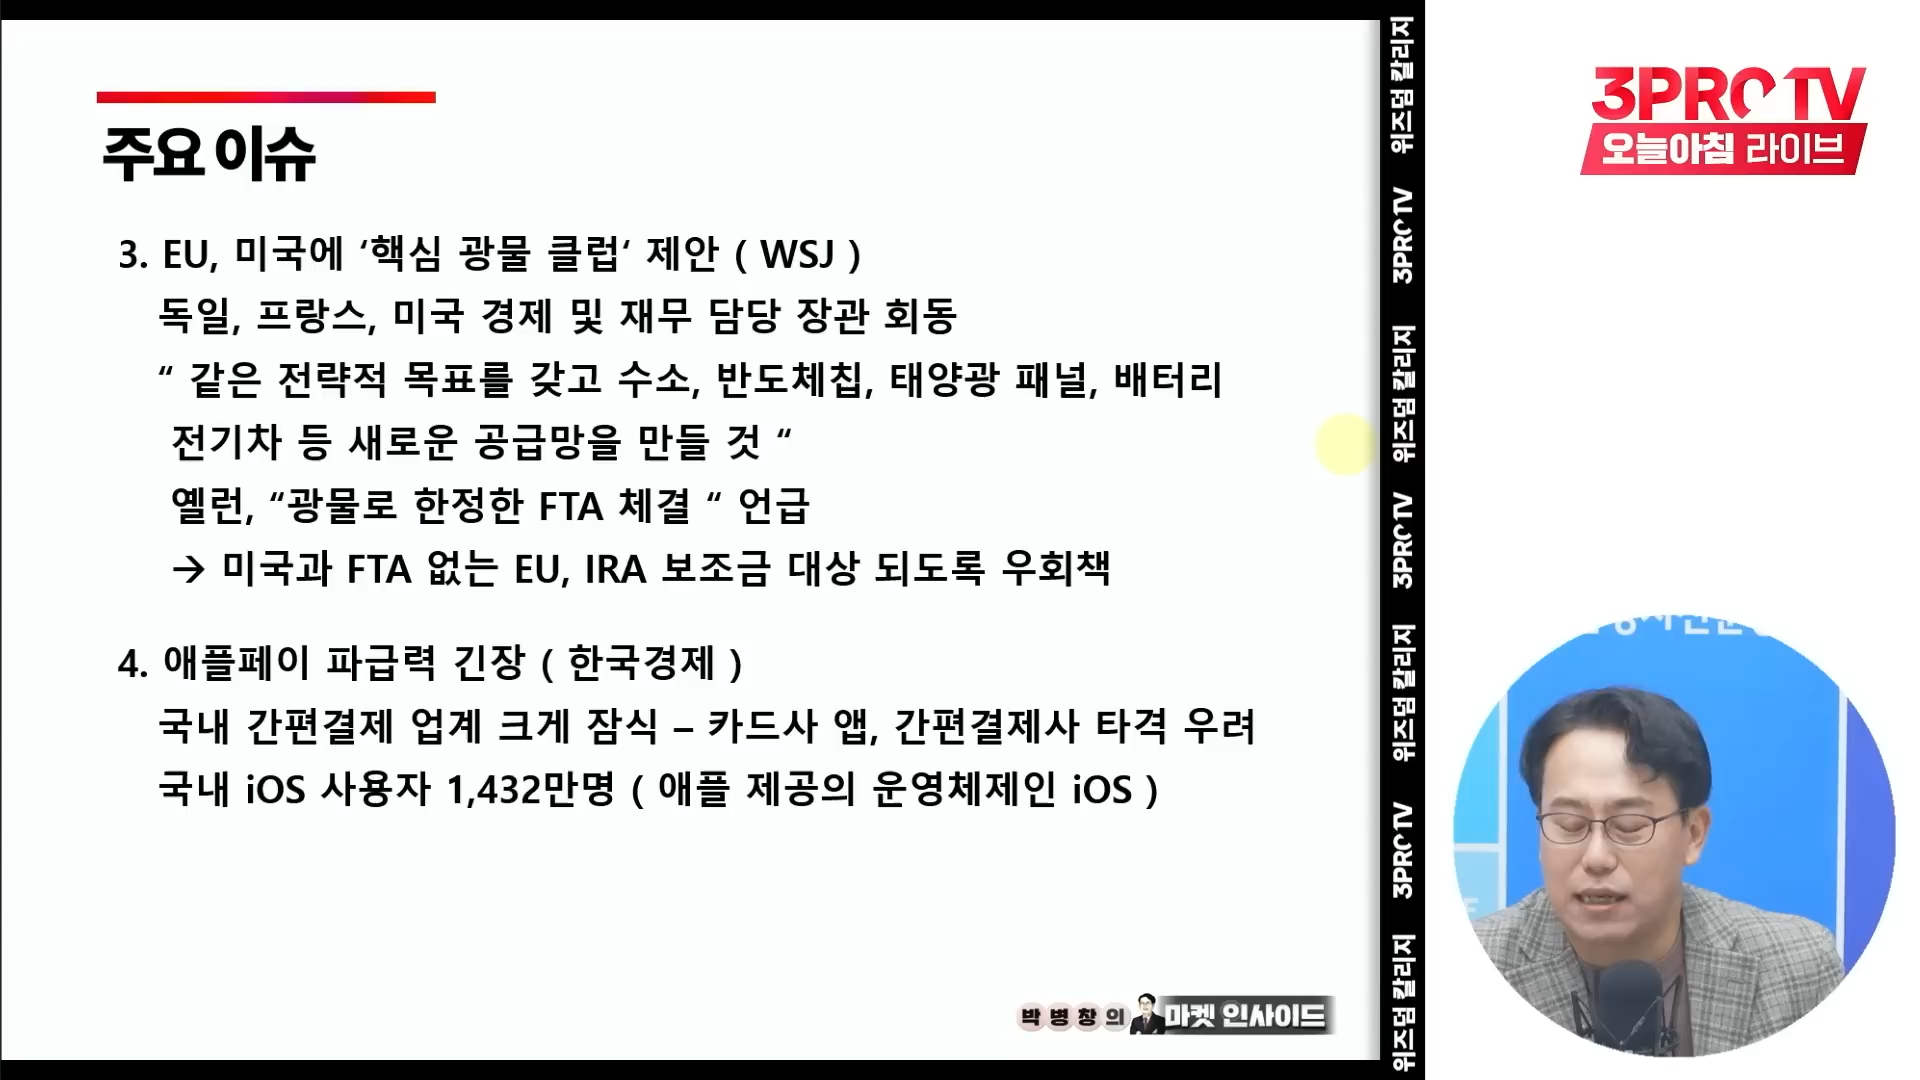 3PROTV
오늘아침 라이브
주요 이슈
3. EU, 미국에 ‘핵심 광물 클럽‘ 제안 ( WSJ )
독일, 프랑스, 미국 경제 및 재무 담당 장관 회동
“ 같은 전략적 목표를 갖고 수소, 반도체칩, 태양광 패널, 배터리
전기차 등 새로운 공급망을 만들 것 “
옐런, “광물로 한정한 FTA 체결 “ 언급
→ 미국과 FTA 없는 EU, IRA 보조금 대상 되도록 우회책
4. 애플페이 파급력 긴장 ( 한국경제 )
국내 간편결제 업계 크게 잠식 – 카드사 앱, 간편결제사 타격 우려
국내 iOS 사용자 1,432만명 ( 애플 제공의 운영체제인 iOS )
박병창의 마켓 인사이드
위즈덤 칼리지
3PROTV
위즈덤 칼리지
3PROTV
위즈덤 칼리지
3PROTV
위즈덤 칼리지